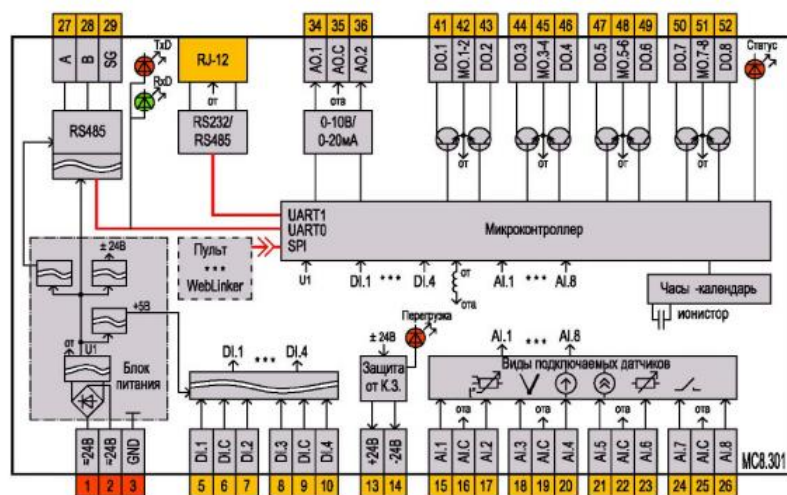 27 28 29 34 35 36 41 42 43 44 45 46 47 48 49 50 51 52
A B SG TxD RxD RJ-12 AO.1 AO.C AO.2 DO.1 MO.1-2 DO.2 DO.3 MO.3-4 DO.4 DO.5 MO.5-6 DO.6 DO.7 MO.7-8 DO.8 Статус
от ота
RS485 RS232/ 0-10В/
RS485 0-20мА
от от от от
UART1
UART0
SPI
Микроконтроллер
Пульт
***
WebLinker
± 24В
U1 DI.1 *** DI.4 от ота AI.1 *** AI.8
Часы -календарь
ионистор
+5В
Перегрузка
от U1
Блок
питания
DI.1 *** DI.4
± 24В
Защита
от К.З.
AI.1 *** AI.8
Виды подключаемых датчиков
ота ота ота ота
≂24В ≂24В GND DI.1 DI.C DI.2 DI.3 DI.C DI.4 +24В -24В AI.1 AI.C AI.2 AI.3 AI.C AI.4 AI.5 AI.C AI.6 AI.7 AI.C AI.8
MC8.301
1 2 3 5 6 7 8 9 10 13 14 15 16 17 18 19 20 21 22 23 24 25 26